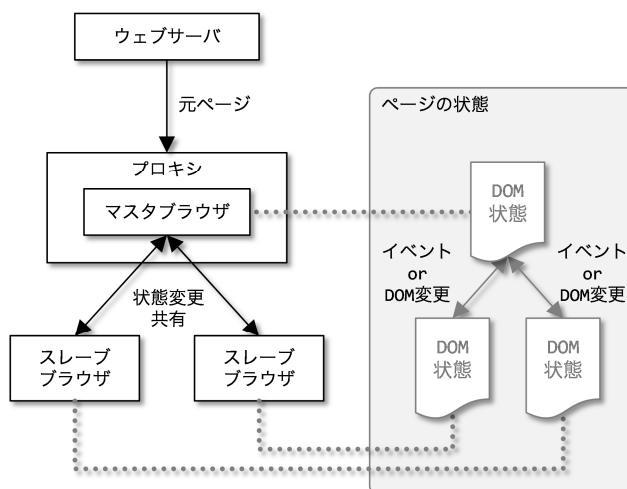 ウェブサーバ
元ページ
プロキシ
マスタブラウザ
状態変更
共有
スレーブ
ブラウザ
スレーブ
ブラウザ
ページの状態
DOM
状態
イベント
or
DOM変更
イベント
or
DOM変更
DOM
状態
DOM
状態